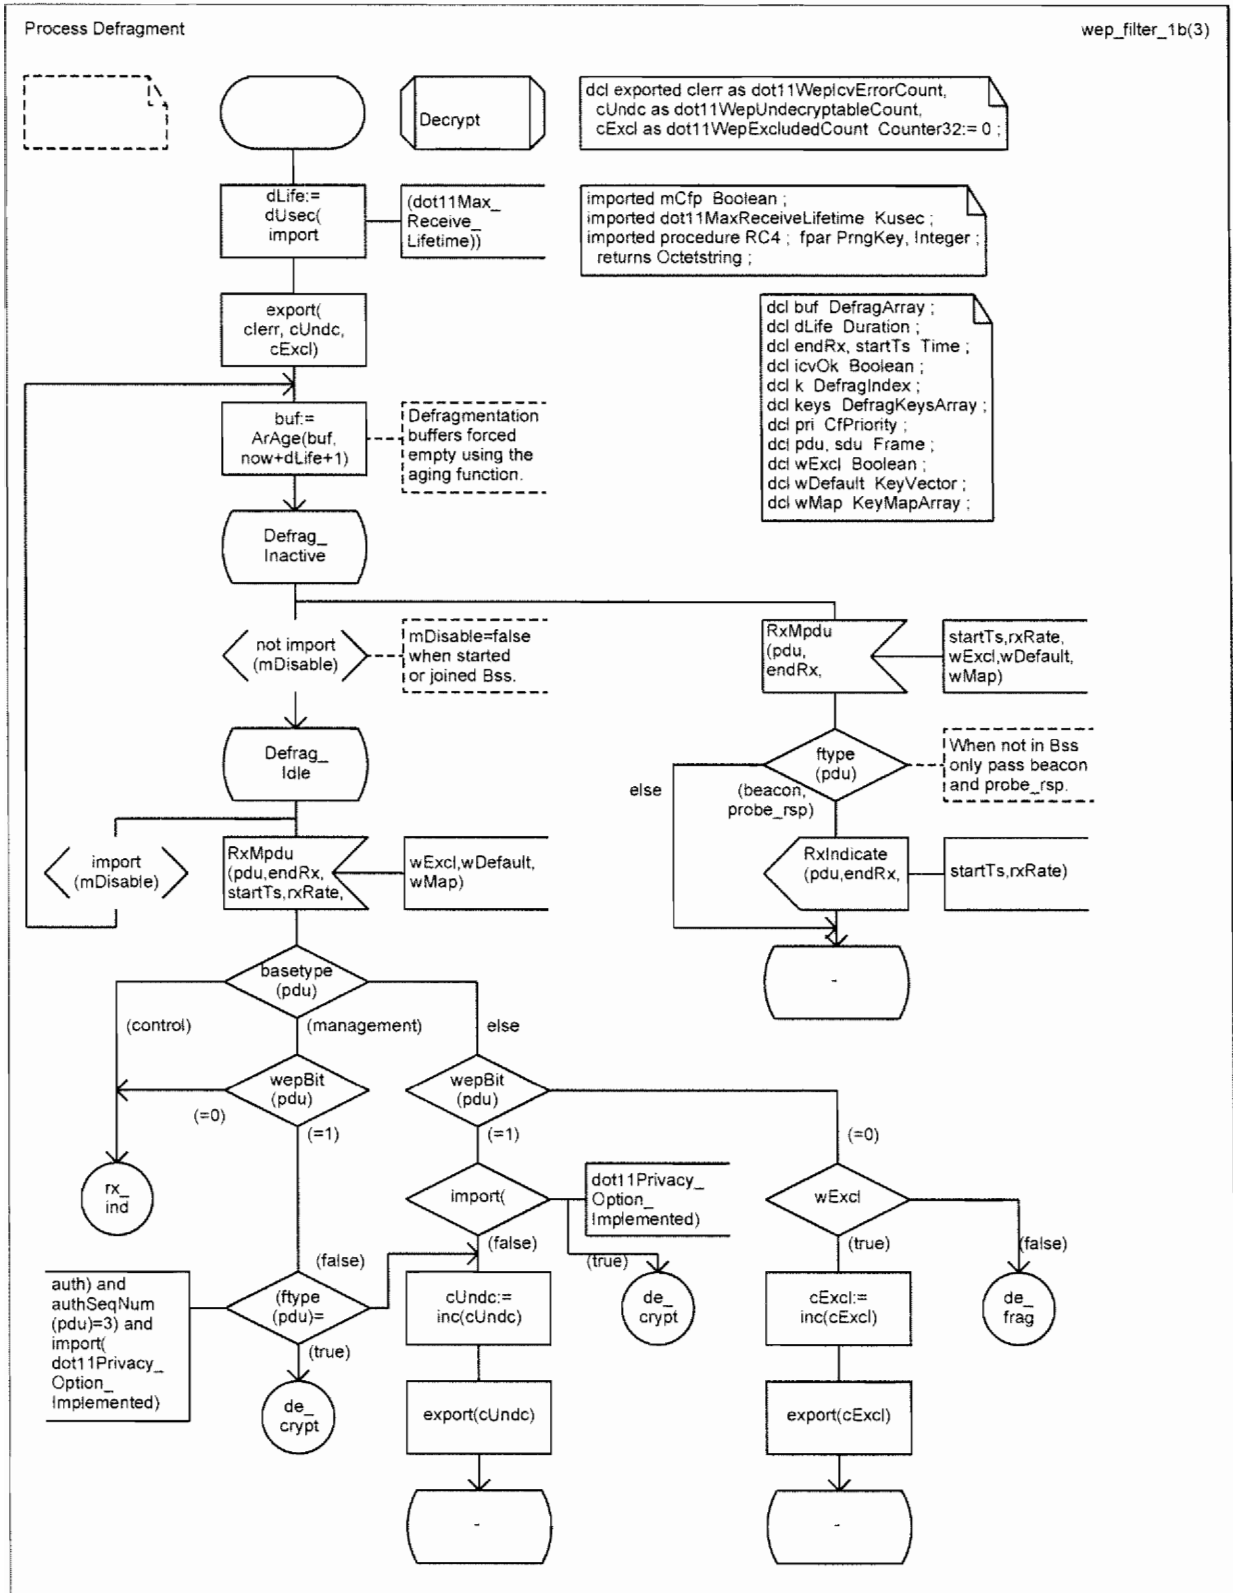 Process Defragment
wep_filter_1b(3)
Decrypt
dcl exported cIerr as dot11WepIcvErrorCount,
cUndc as dot11WepUndecryptableCount,
cExcl as dot11WepExcludedCount Counter32:= 0 ;
dLife:=
dUsec(
import
(dot11Max_
Receive_
Lifetime))
imported mCfp Boolean ;
imported dot11MaxReceiveLifetime Kusec ;
imported procedure RC4 ; fpar PrngKey, Integer ;
returns Octetstring ;
export(
cIerr, cUndc,
cExcl)
dcl buf DefragArray ;
dcl dLife Duration ;
dcl endRx, startTs Time ;
dcl icvOk Boolean ;
dcl k DefragIndex ;
dcl keys DefragKeysArray ;
dcl pri CfPriority ;
dcl pdu, sdu Frame ;
dcl wExcl Boolean ;
dcl wDefault KeyVector ;
dcl wMap KeyMapArray ;
buf:=
ArAge(buf,
now+dLife+1)
Defragmentation
buffers forced
empty using the
aging function.
Defrag_
Inactive
not import
(mDisable)
mDisable=false
when started
or joined Bss.
RxMpdu
(pdu,
endRx,
startTs,rxRate,
wExcl,wDefault,
wMap)
Defrag_
Idle
ftype
(pdu)
When not in Bss
only pass beacon
and probe_rsp.
else
(beacon,
probe_rsp)
import
(mDisable)
RxMpdu
(pdu,endRx,
startTs,rxRate,
wExcl,wDefault,
wMap)
RxIndicate
(pdu,endRx,
startTs,rxRate)
-
basetype
(pdu)
(control)
(management)
else
wepBit
(pdu)
wepBit
(pdu)
(=0)
(=1)
(=1)
(=0)
rx_
ind
import(
dot11Privacy_
Option_
Implemented)
wExcl
(false)
(false)
(true)
(true)
(false)
auth) and
authSeqNum
(pdu)=3) and
import(
dot11Privacy_
Option_
Implemented)
(ftype
(pdu)=
cUndc:=
inc(cUndc)
de_
crypt
cExcl:=
inc(cExcl)
de_
frag
(true)
de_
crypt
export(cUndc)
export(cExcl)
-
-